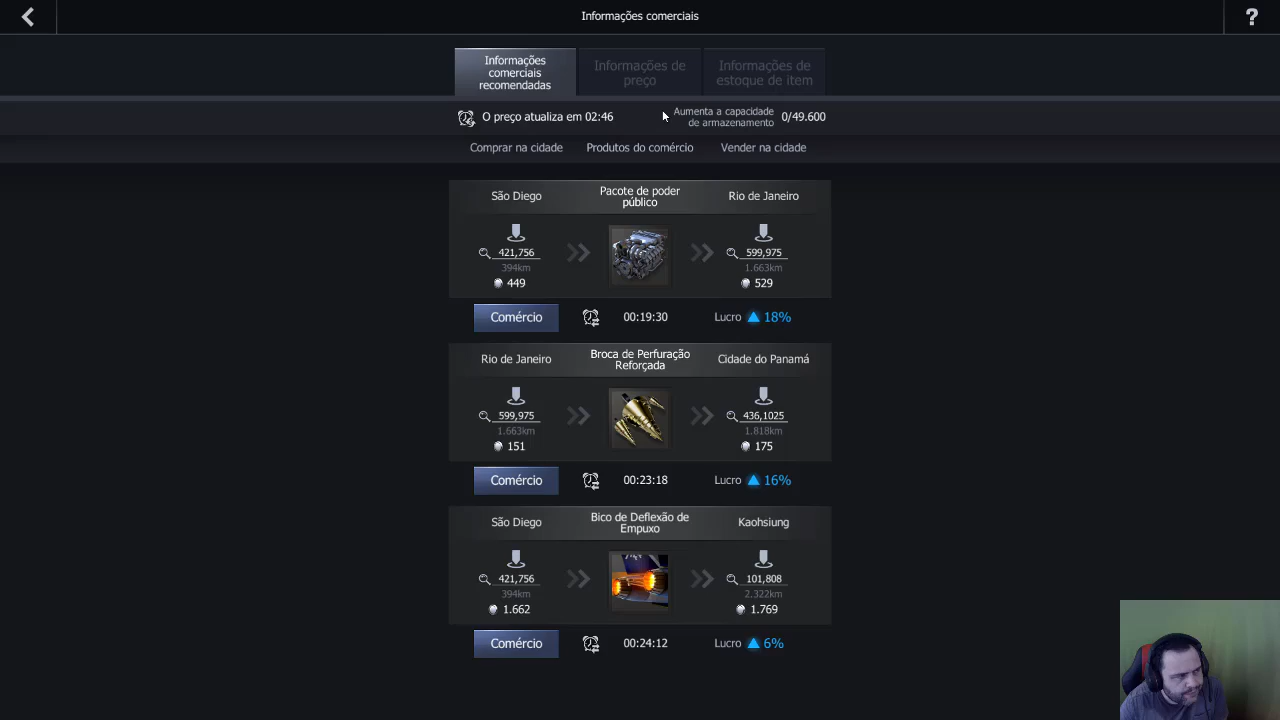 Informações comerciais
?
Informações
comerciais
recomendadas
Informações de
preço
Informações de
estoque de item
O preço atualiza em 02:46
Aumenta a capacidade
de armazenamento
0/49.600
Comprar na cidade
Produtos do comércio
Vender na cidade
São Diego
Pacote de poder
público
Rio de Janeiro
421,756
394km
449
599,975
1.663km
529
Comércio
00:19:30
Lucro 18%
Rio de Janeiro
Broca de Perfuração
Reforçada
Cidade do Panamá
599,975
1.663km
151
436,1025
1.818km
175
Comércio
00:23:18
Lucro 16%
São Diego
Bico de Deflexão de
Empuxo
Kaohsiung
421,756
394km
1.662
101,808
2.322km
1.769
Comércio
00:24:12
Lucro 6%